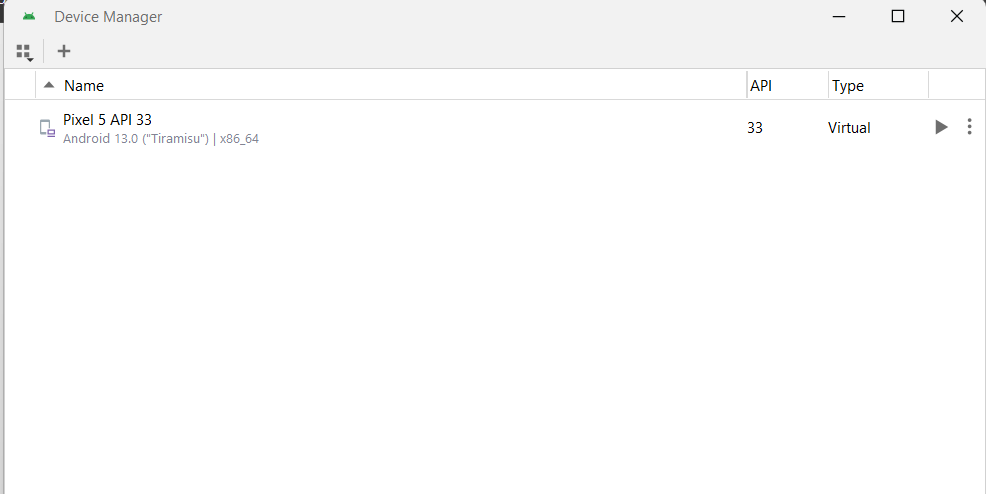 Device Manager
Name API Type
Pixel 5 API 33
Android 13.0 ("Tiramisu") | x86_64
33 Virtual